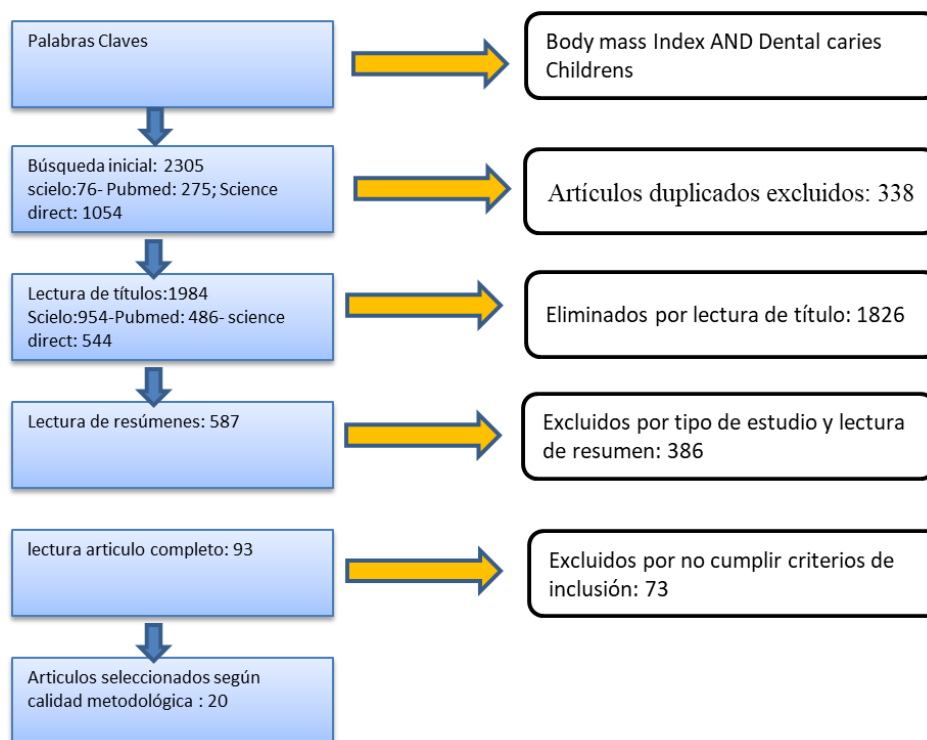 Palabras Claves
Body mass Index AND Dental caries
Childrens
Búsqueda inicial: 2305
scielo:76- Pubmed: 275; Science
direct: 1054
Artículos duplicados excluidos: 338
Lectura de títulos:1984
Scielo:954-Pubmed: 486- science
direct: 544
Eliminados por lectura de título: 1826
Lectura de resúmenes: 587
Excluidos por tipo de estudio y lectura
de resumen: 386
lectura articulo completo: 93
Excluidos por no cumplir criterios de
inclusión: 73
Articulos seleccionados según
calidad metodológica : 20